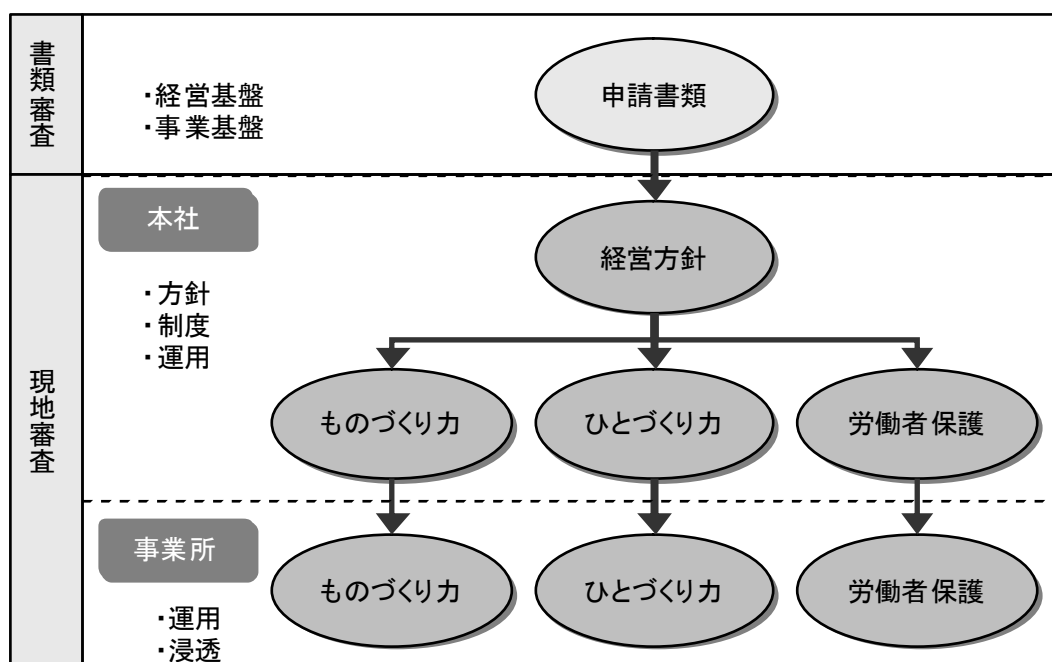 書類審査
・経営基盤
・事業基盤
申請書類
現地審査
本社
・方針
・制度
・運用
経営方針
ものづくり力
ひとづくり力
労働者保護
事業所
・運用
・浸透
ものづくり力
ひとづくり力
労働者保護